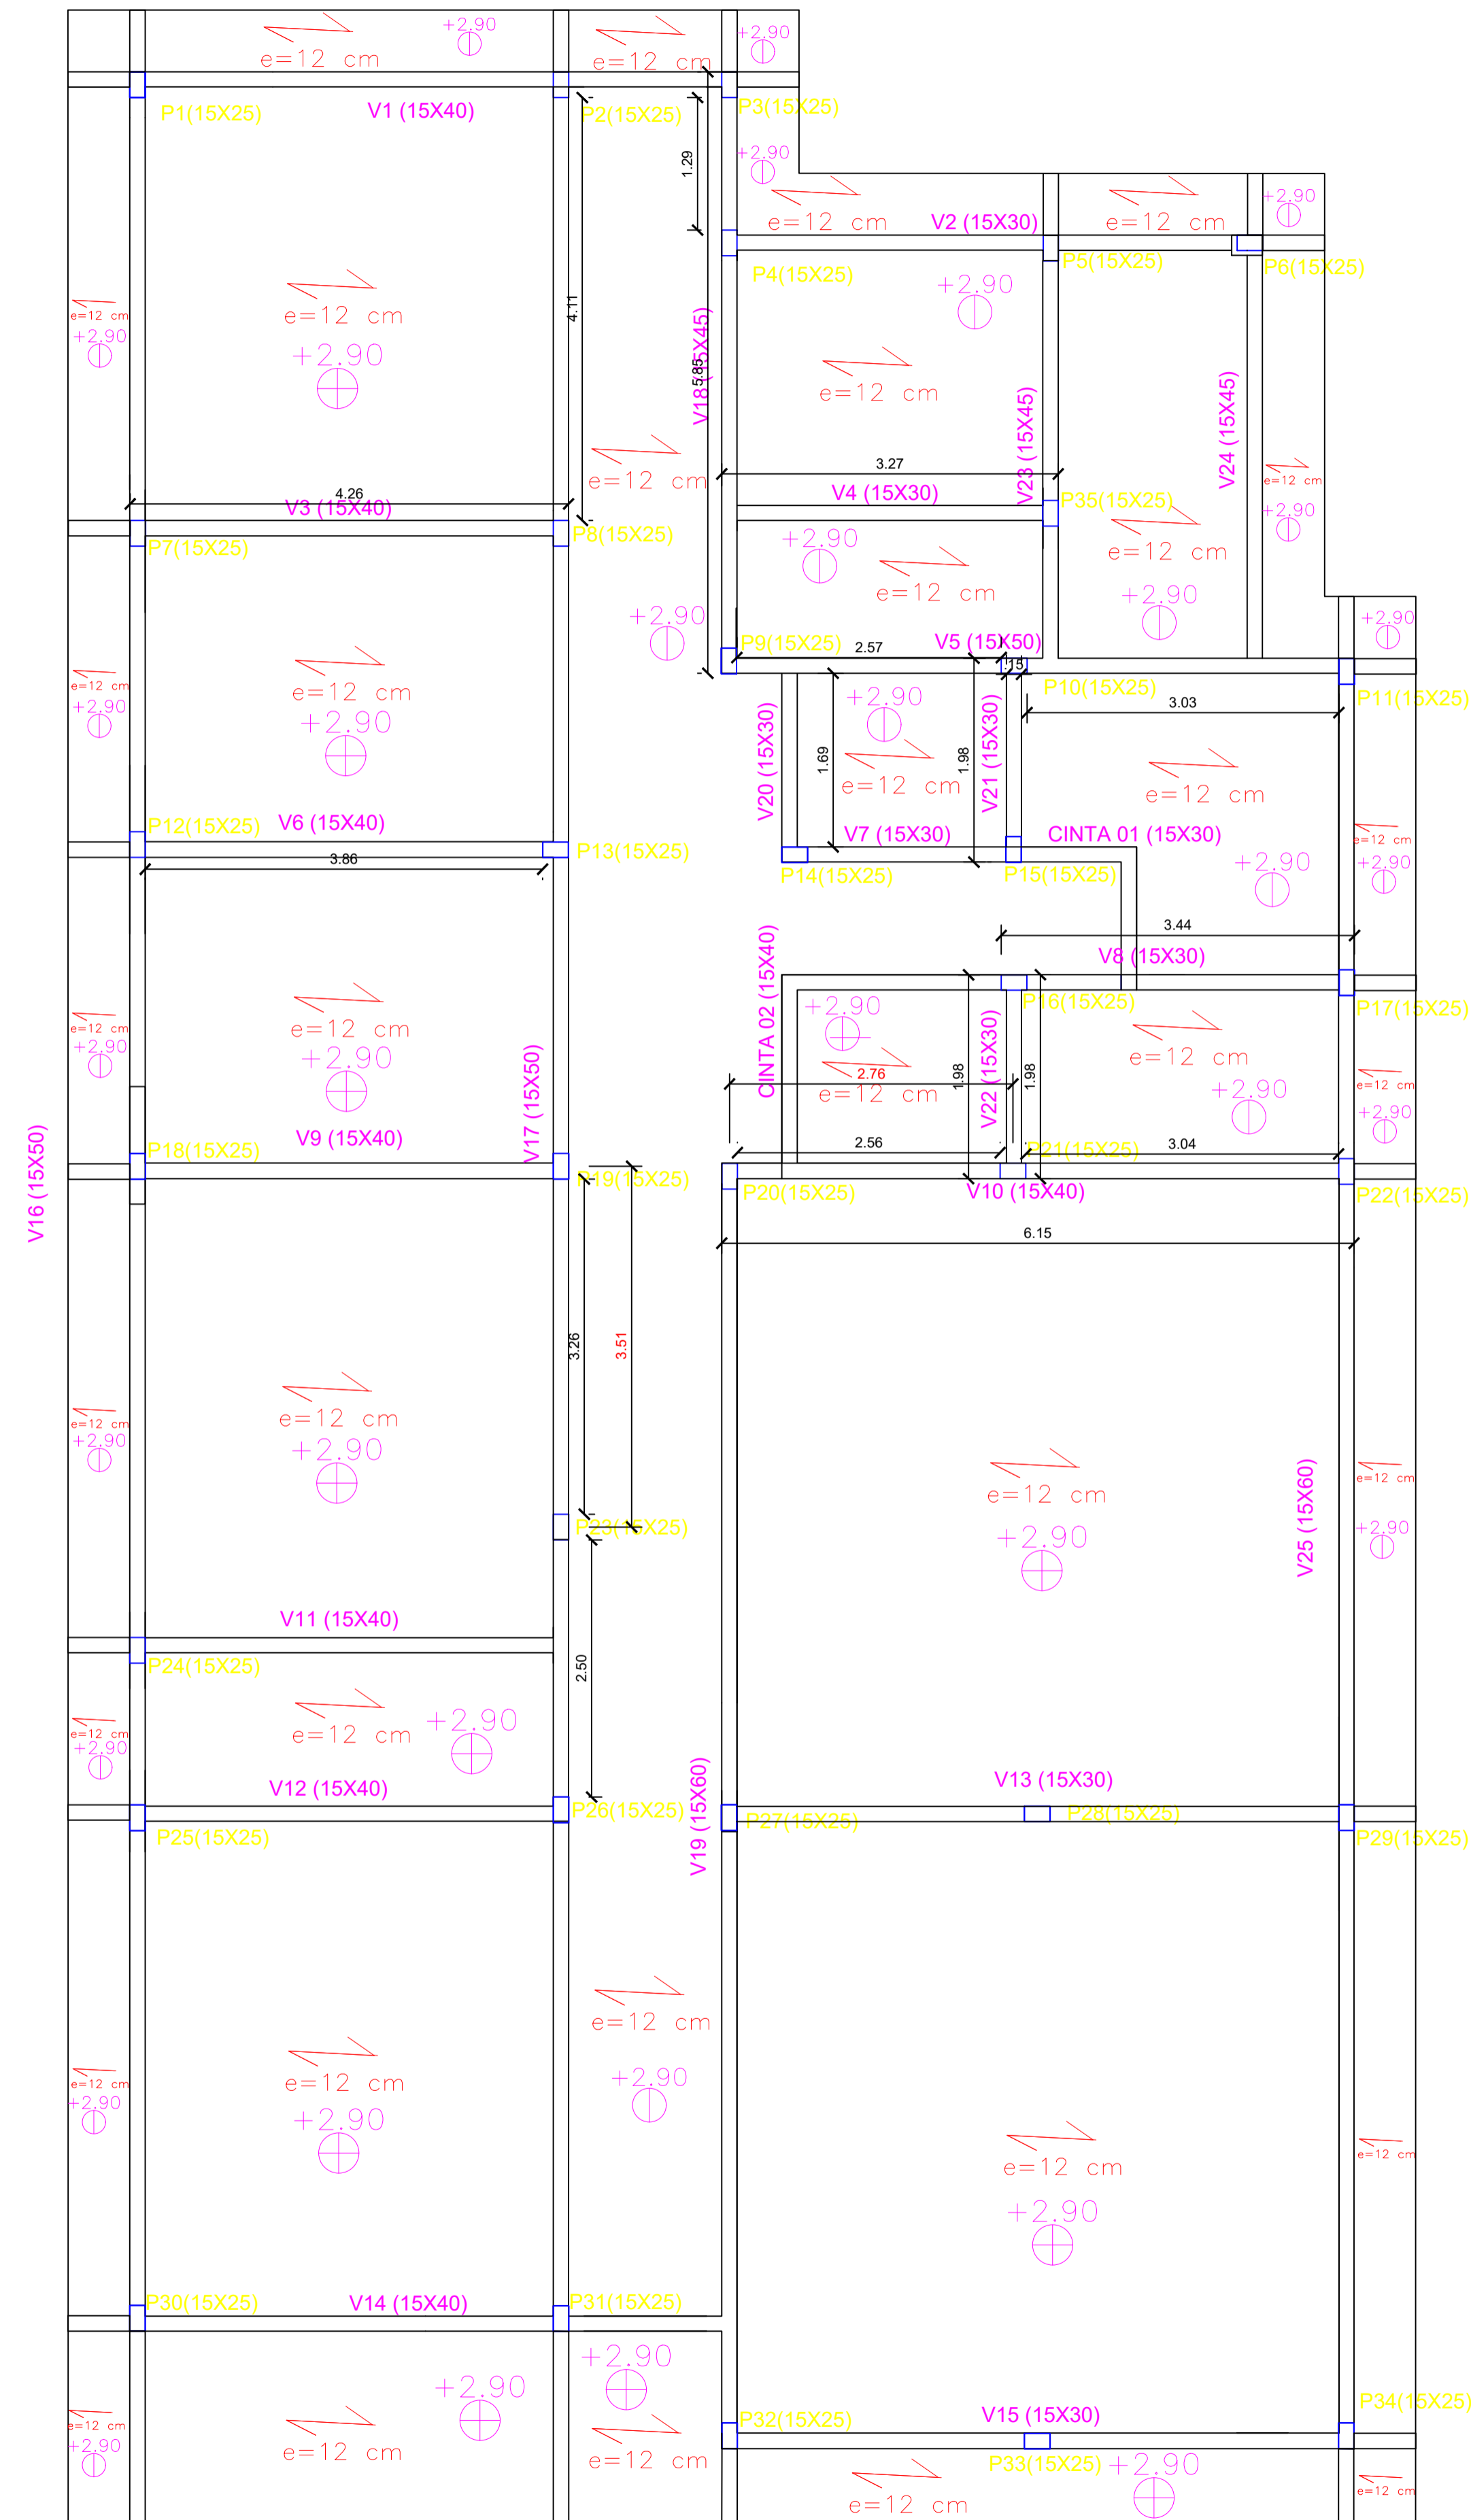 +2.90
e=12 cm
e=12 cm
+2.90
P1(15X25)
V1 (15X40)
P2(15X25)
P3(15X25)
1.29
+2.90
e=12 cm
V2 (15X30)
e=12 cm
+2.90
P4(15X25)
P5(15X25)
P6(15X25)
e=12 cm
+2.90
e=12 cm
+2.90
4.11
+2.90
V18 (15X45)
5.85
e=12 cm
V23 (15X45)
V24 (15X45)
e=12 cm
3.27
e=12 cm
+2.90
4.26
V3 (15X40)
V4 (15X30)
P35(15X25)
P7(15X25)
P8(15X25)
+2.90
e=12 cm
e=12 cm
+2.90
+2.90
+2.90
P9(15X25)
V5 (15X50)
2.57
.15
P10(15X25)
P11(15X25)
e=12 cm
+2.90
e=12 cm
+2.90
3.03
+2.90
e=12 cm
V20 (15X30)
1.69
1.98
V21 (15X30)
e=12 cm
P12(15X25)
V6 (15X40)
P13(15X25)
3.86
V7 (15X30)
CINTA 01 (15X30)
P14(15X25)
P15(15X25)
e=12 cm
+2.90
+2.90
3.44
V8 (15X30)
CINTA 02 (15X40)
P16(15X25)
P17(15X25)
e=12 cm
+2.90
e=12 cm
+2.90
+2.90
e=12 cm
2.76
1.98
V22 (15X30)
1.98
e=12 cm
+2.90
e=12 cm
+2.90
V16 (15X50)
P18(15X25)
V9 (15X40)
V17 (15X50)
P19(15X25)
2.56
P21(15X25)
3.04
P20(15X25)
V10 (15X40)
P22(15X25)
6.15
3.26
3.51
e=12 cm
+2.90
e=12 cm
+2.90
e=12 cm
+2.90
V25 (15X60)
e=12 cm
+2.90
P23(15X25)
V11 (15X40)
P24(15X25)
2.50
e=12 cm
+2.90
e=12 cm
+2.90
V12 (15X40)
P26(15X25)
P25(15X25)
V19 (15X60)
V13 (15X30)
P27(15X25)
P28(15X25)
P29(15X25)
e=12 cm
+2.90
e=12 cm
+2.90
e=12 cm
+2.90
e=12 cm
+2.90
e=12 cm
P30(15X25)
V14 (15X40)
P31(15X25)
+2.90
+2.90
e=12 cm
+2.90
e=12 cm
e=12 cm
P32(15X25)
V15 (15X30)
P34(15X25)
P33(15X25)
+2.90
e=12 cm
e=12 cm